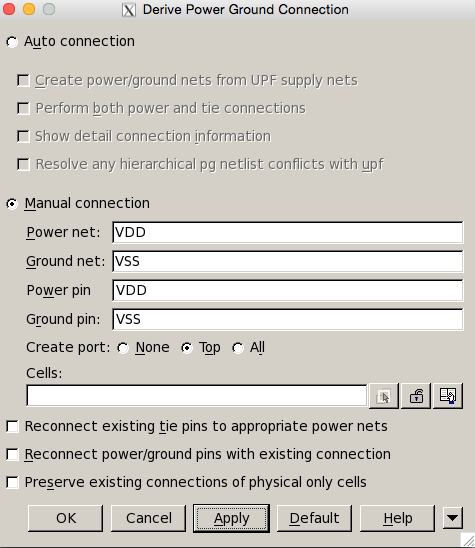 Derive Power Ground Connection
Auto connection
Create power/ground nets from UPF supply nets
Perform both power and tie connections
Show detail connection information
Resolve any hierarchical pg netlist conflicts with upf
Manual connection
Power net: VDD
Ground net: VSS
Power pin VDD
Ground pin: VSS
Create port: None Top All
Cells:
Reconnect existing tie pins to appropriate power nets
Reconnect power/ground pins with existing connection
Preserve existing connections of physical only cells
OK Cancel Apply Default Help